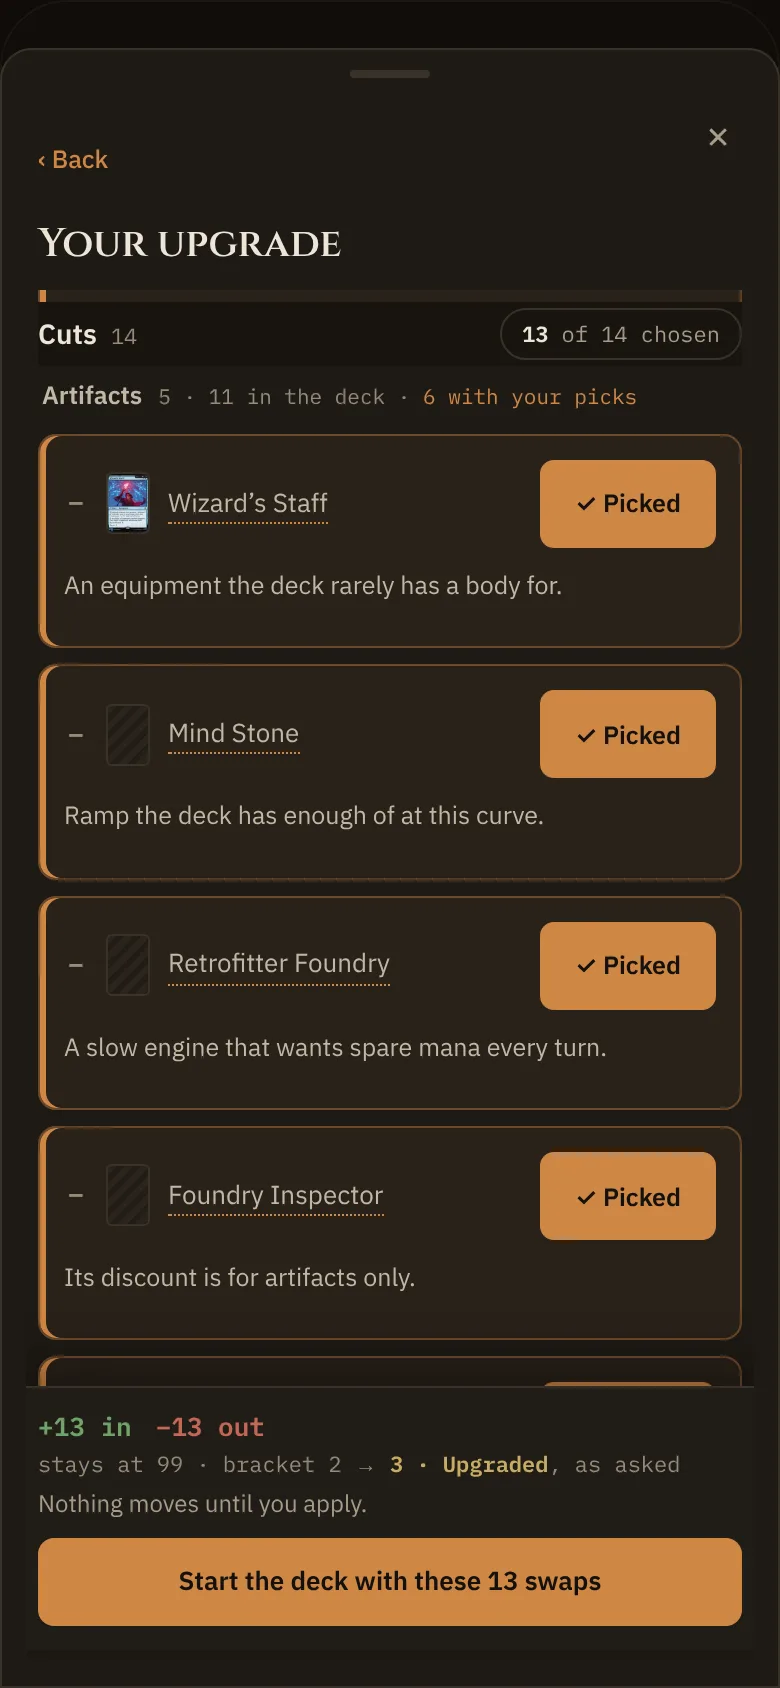 ✕
‹ Back
Your upgrade
Cuts 14
13 of 14 chosen
Artifacts 5 · 11 in the deck · 6 with your picks
– Wizard’s Staff
✓ Picked
An equipment the deck rarely has a body for.
– Mind Stone
✓ Picked
Ramp the deck has enough of at this curve.
– Retrofitter Foundry
✓ Picked
A slow engine that wants spare mana every turn.
– Foundry Inspector
✓ Picked
Its discount is for artifacts only.
+13 in −13 out
stays at 99 · bracket 2 → 3 · Upgraded, as asked
Nothing moves until you apply.
Start the deck with these 13 swaps